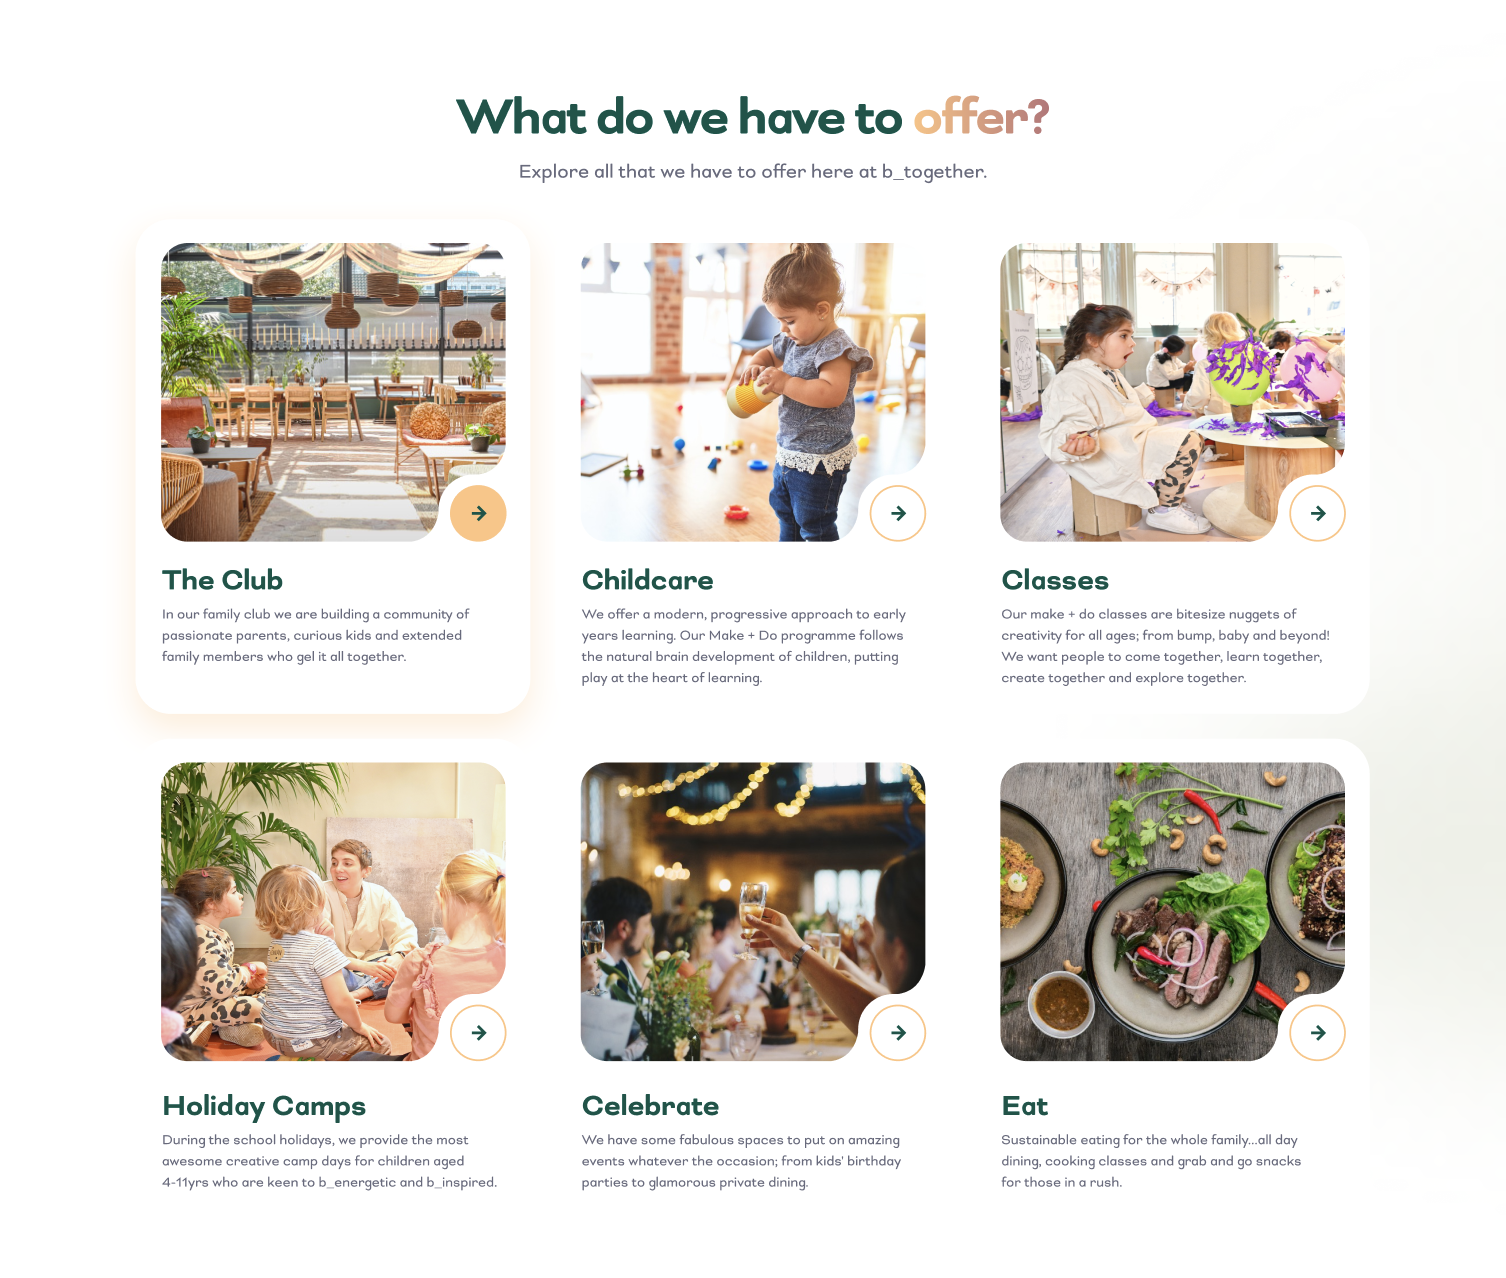 What do we have to offer?
Explore all that we have to offer here at b_together.
The Club
In our family club we are building a community of
passionate parents, curious kids and extended
family members who gel it all together.
Childcare
We offer a modern, progressive approach to early
years learning. Our Make + Do programme follows
the natural brain development of children, putting
play at the heart of learning.
Classes
Our make + do classes are bitesize nuggets of
creativity for all ages; from bump, baby and beyond!
We want people to come together, learn together,
create together and explore together.
Holiday Camps
During the school holidays, we provide the most
awesome creative camp days for children aged
4-11yrs who are keen to b_energetic and b_inspired.
Celebrate
We have some fabulous spaces to put on amazing
events whatever the occasion; from kids' birthday
parties to glamorous private dining.
Eat
Sustainable eating for the whole family...all day
dining, cooking classes and grab and go snacks
for those in a rush.